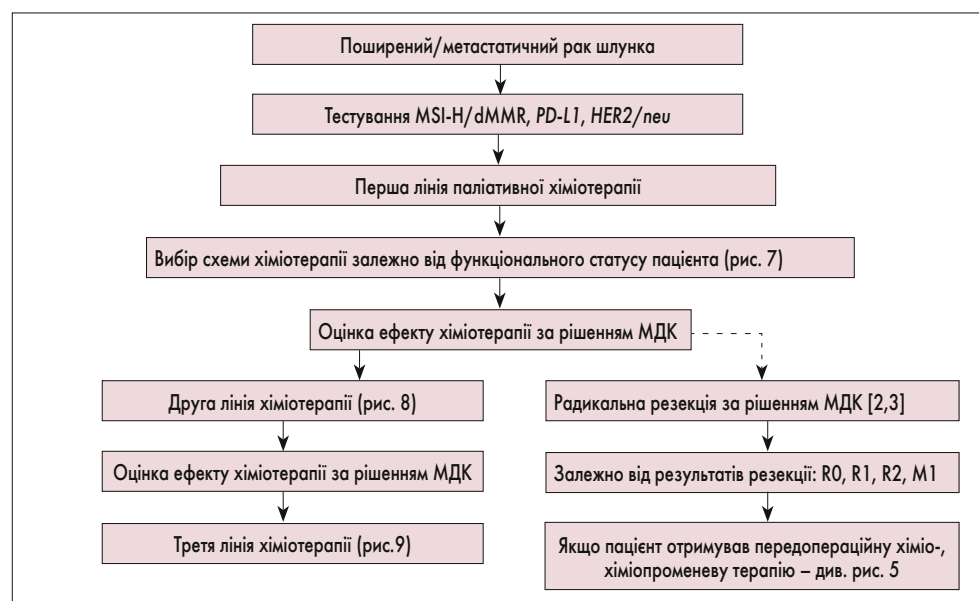 Поширений/метастатичний рак шлунка
Тестування MSI-H/dMMR, PD-L1, HER2/neu
Перша лінія паліативної хіміотерапії
Вибір схеми хіміотерапії залежно від функціонального статусу пацієнта (рис. 7)
Оцінка ефекту хіміотерапії за рішенням МДК
Друга лінія хіміотерапії (рис. 8)
Оцінка ефекту хіміотерапії за рішенням МДК
Третя лінія хіміотерапії (рис.9)
Радикальна резекція за рішенням МДК [2,3]
Залежно від результатів резекції: R0, R1, R2, M1
Якщо пацієнт отримував передопераційну хіміо-,
хіміопроменеву терапію – див. рис. 5